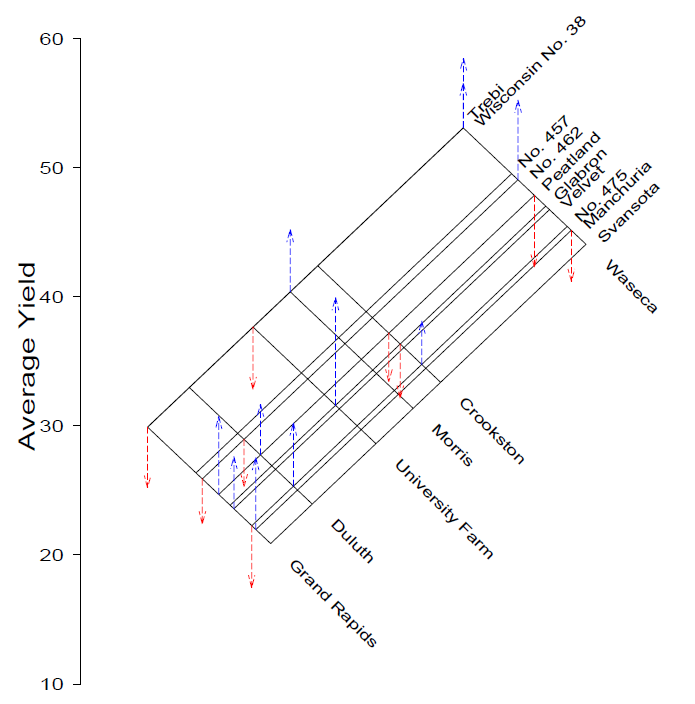 60
50
40
30
20
10
Average Yield
Trebi
Wisconsin No. 38
No. 457
No. 462
Peatland
Glabron
Velvet
No. 475
Manchuria
Svansota
Waseca
Crookston
Morris
University Farm
Duluth
Grand Rapids